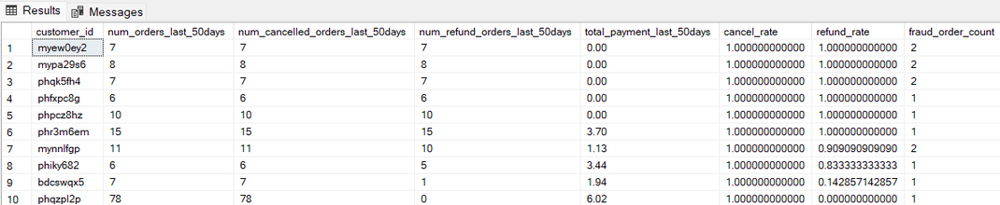 Results Messages
customer_id num_orders_last_50days num_cancelled_orders_last_50days num_refund_orders_last_50days total_payment_last_50days cancel_rate refund_rate fraud_order_count
1 myew0ey2 7 7 7 0.00 1.000000000000 1.000000000000 2
2 mypa29s6 8 8 8 0.00 1.000000000000 1.000000000000 2
3 phqk5fh4 7 7 7 0.00 1.000000000000 1.000000000000 2
4 phfxpc8g 6 6 6 0.00 1.000000000000 1.000000000000 1
5 phpcz8hz 10 10 10 0.00 1.000000000000 1.000000000000 1
6 phr3m6em 15 15 15 3.70 1.000000000000 1.000000000000 1
7 mynnlfgp 11 11 10 1.13 1.000000000000 0.909090909090 2
8 phiky682 6 6 5 3.44 1.000000000000 0.833333333333 1
9 bdcswqx5 7 7 1 1.94 1.000000000000 0.142857142857 1
10 phqzpl2p 78 78 0 6.02 1.000000000000 0.000000000000 1